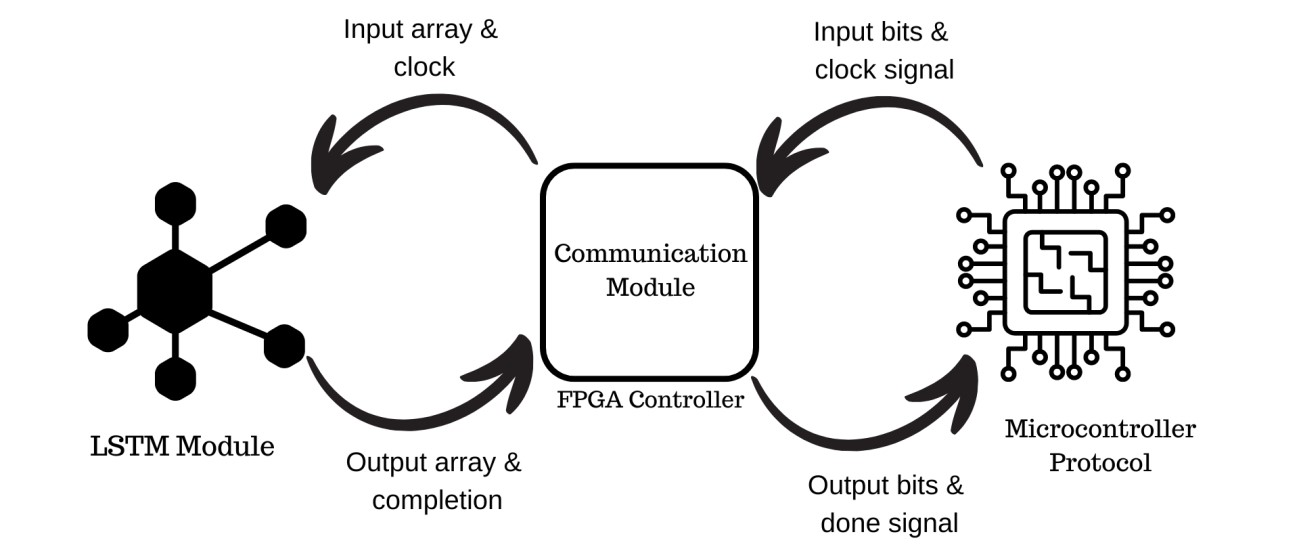 Input array &
clock
Input bits &
clock signal
Communication
Module
FPGA Controller
LSTM Module
Output array &
completion
Microcontroller
Protocol
Output bits &
done signal